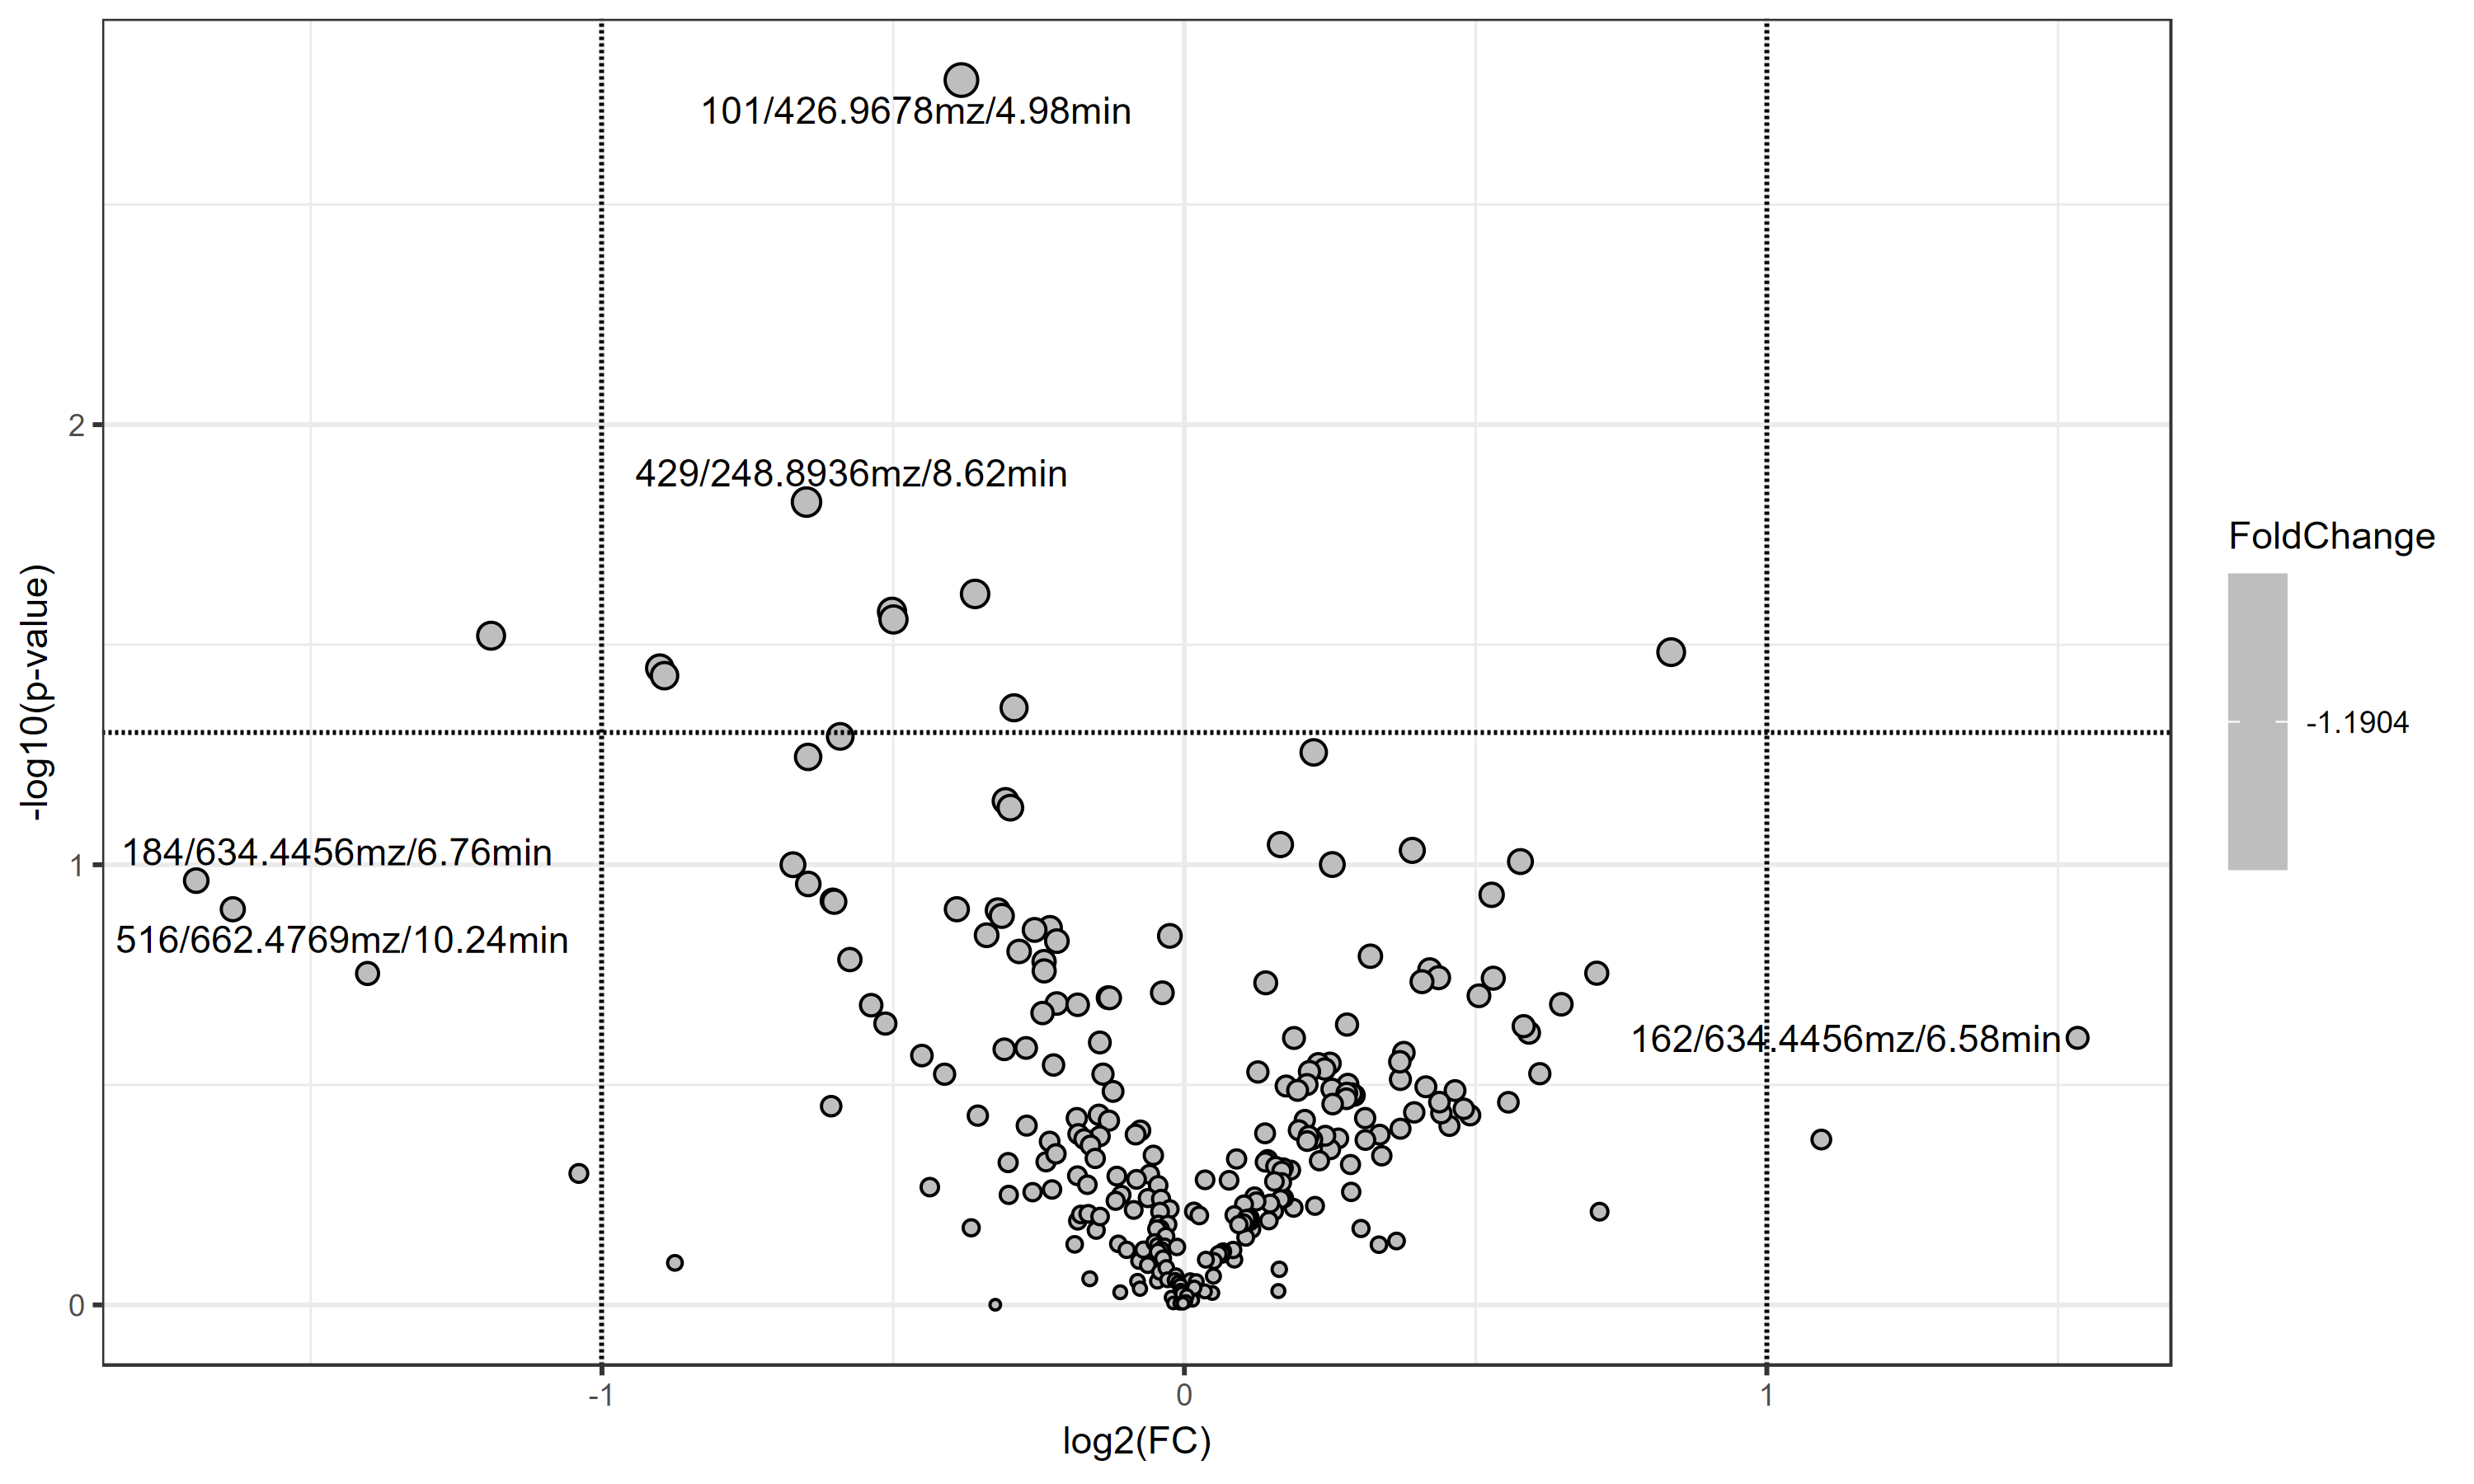 101/426.9678mz/4.98min
2
429/248.8936mz/8.62min
FoldChange
-log10(p-value)
-1.1904
184/634.4456mz/6.76min
1
516/662.4769mz/10.24min
162/634.4456mz/6.58min
0
-1
0
1
log2(FC)